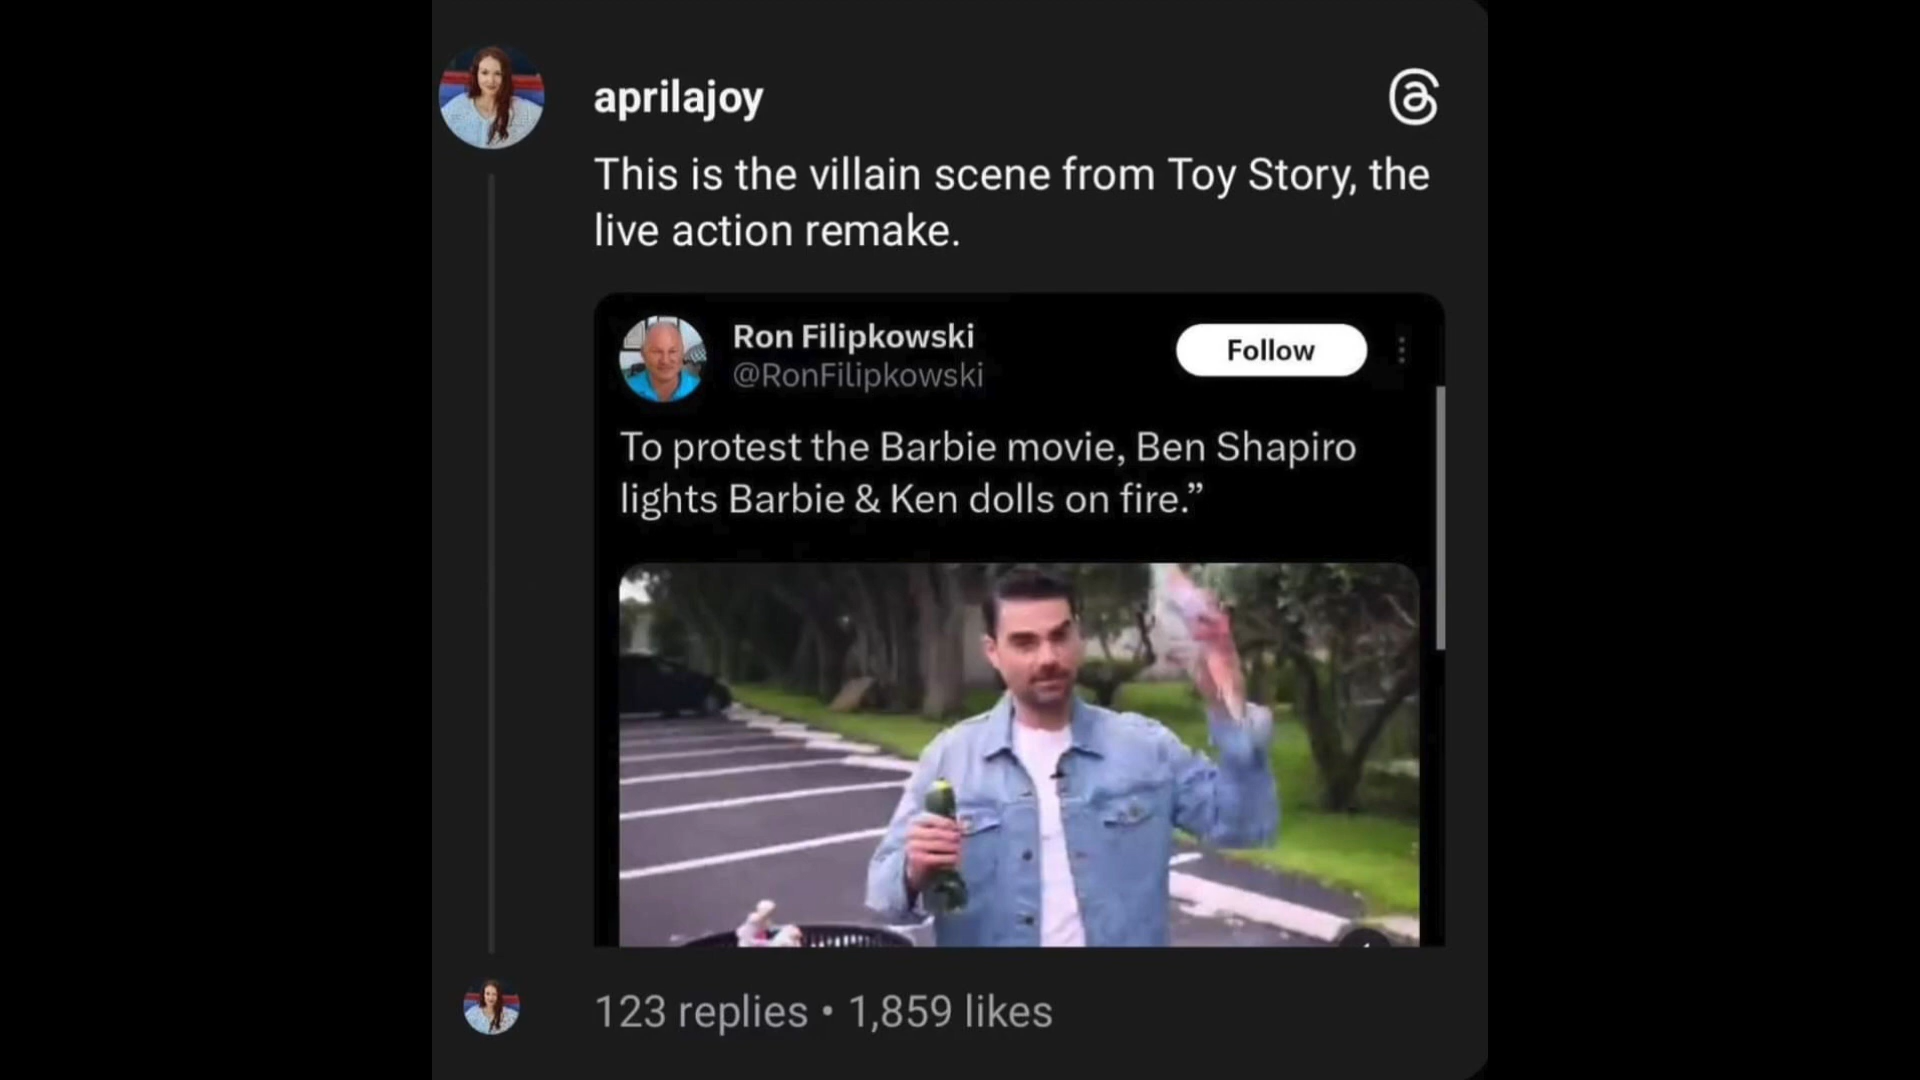 aprilajoy
This is the villain scene from Toy Story, the
live action remake.
Ron Filipkowski
@RonFilipkowski
Follow
To protest the Barbie movie, Ben Shapiro
lights Barbie & Ken dolls on fire.”
123 replies • 1,859 likes